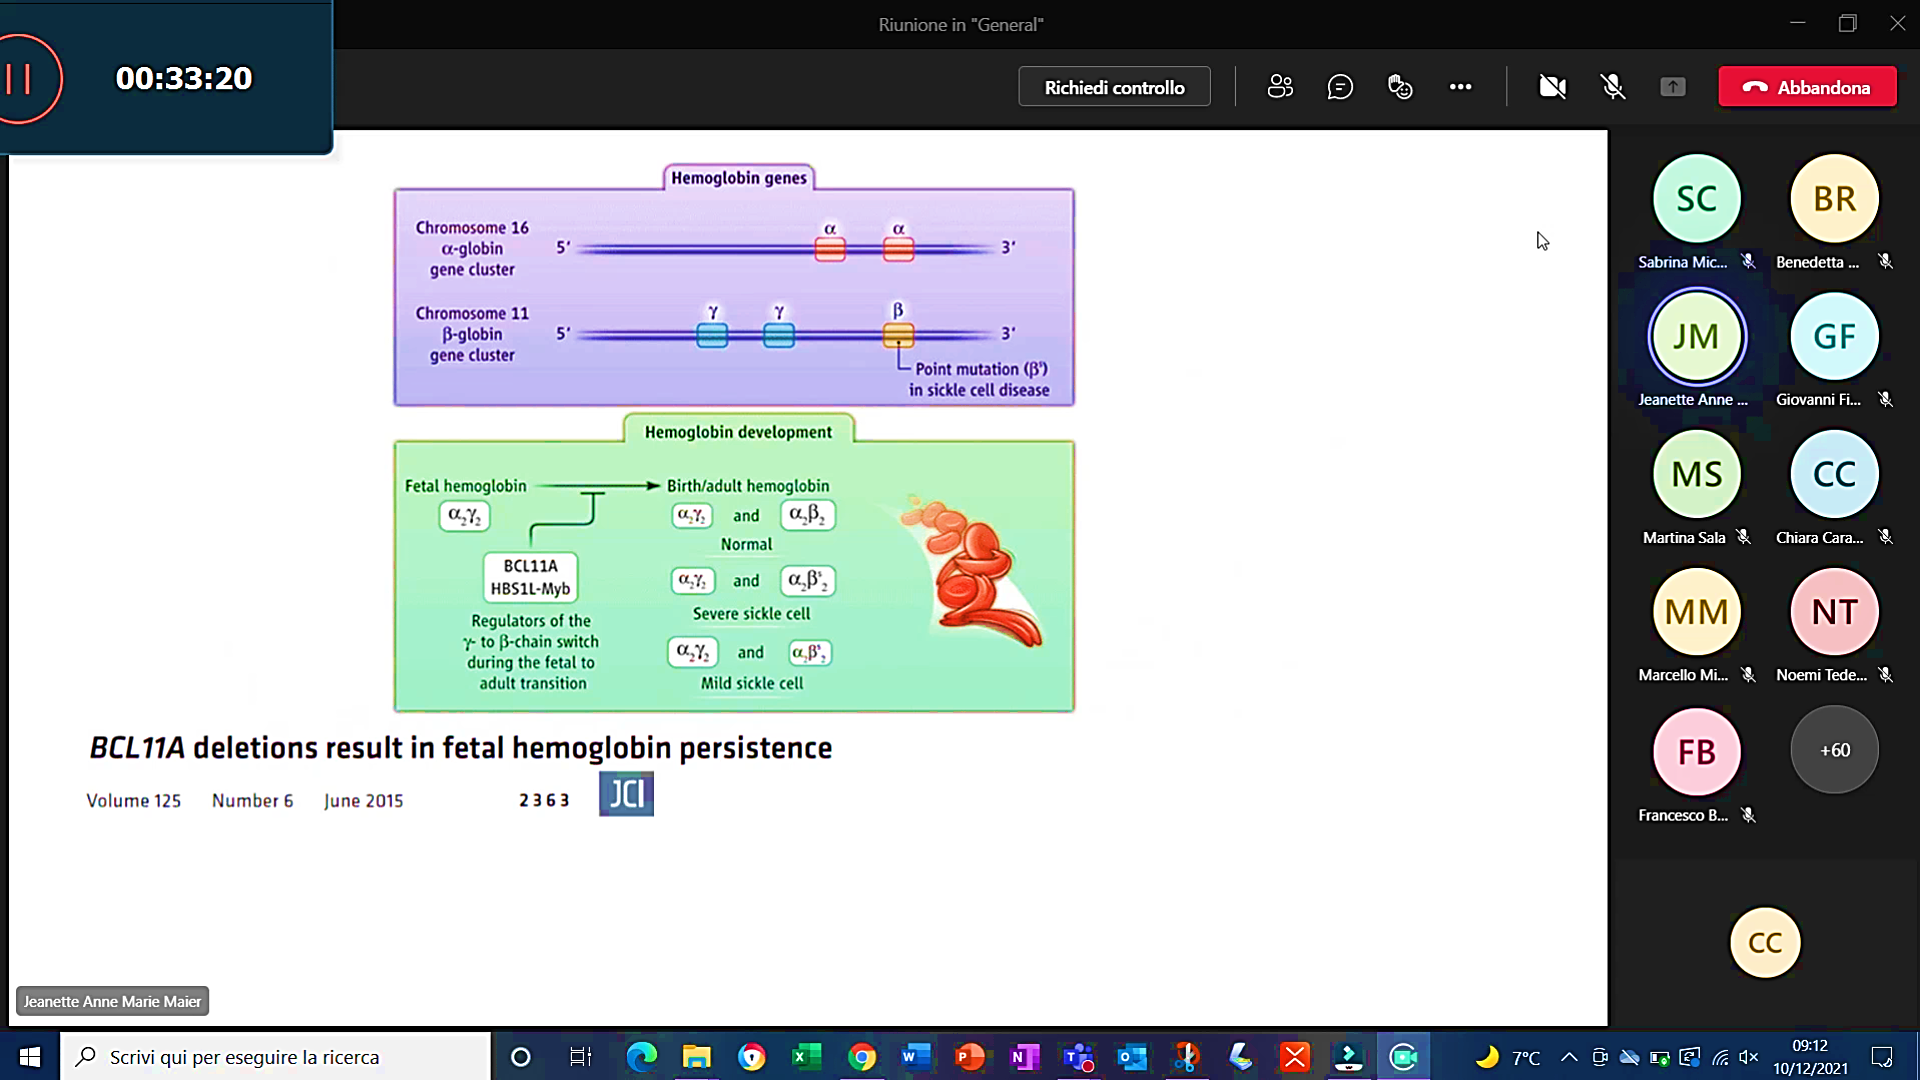 Riunione in "General"
00:33:20
Richiedi controllo
Abbandona
Hemoglobin genes
Chromosome 16
α-globin
gene cluster
5′
α
α
3′
Chromosome 11
β-globin
gene cluster
5′
γ
γ
β
3′
Point mutation (βˢ)
in sickle cell disease
Hemoglobin development
Fetal hemoglobin
Birth/adult hemoglobin
α₂γ₂
α₂γ₂ and α₂β₂
Normal
BCL11A
HBS1L-Myb
α₂γ₂ and α₂βˢ₂
Severe sickle cell
Regulators of the
γ- to β-chain switch
during the fetal to
adult transition
α₂γ₂ and α₂βˢ₂
Mild sickle cell
BCL11A deletions result in fetal hemoglobin persistence
Volume 125 Number 6 June 2015 2363 JCI
SC
BR
Sabrina Mic...
Benedetta ...
JM
GF
Jeanette Anne ...
Giovanni Fi...
MS
CC
Martina Sala
Chiara Cara...
MM
NT
Marcello Mi...
Noemi Tede...
FB
+60
Francesco B...
CC
Jeanette Anne Marie Maier
Scrivi qui per eseguire la ricerca
7°C
09:12
10/12/2021